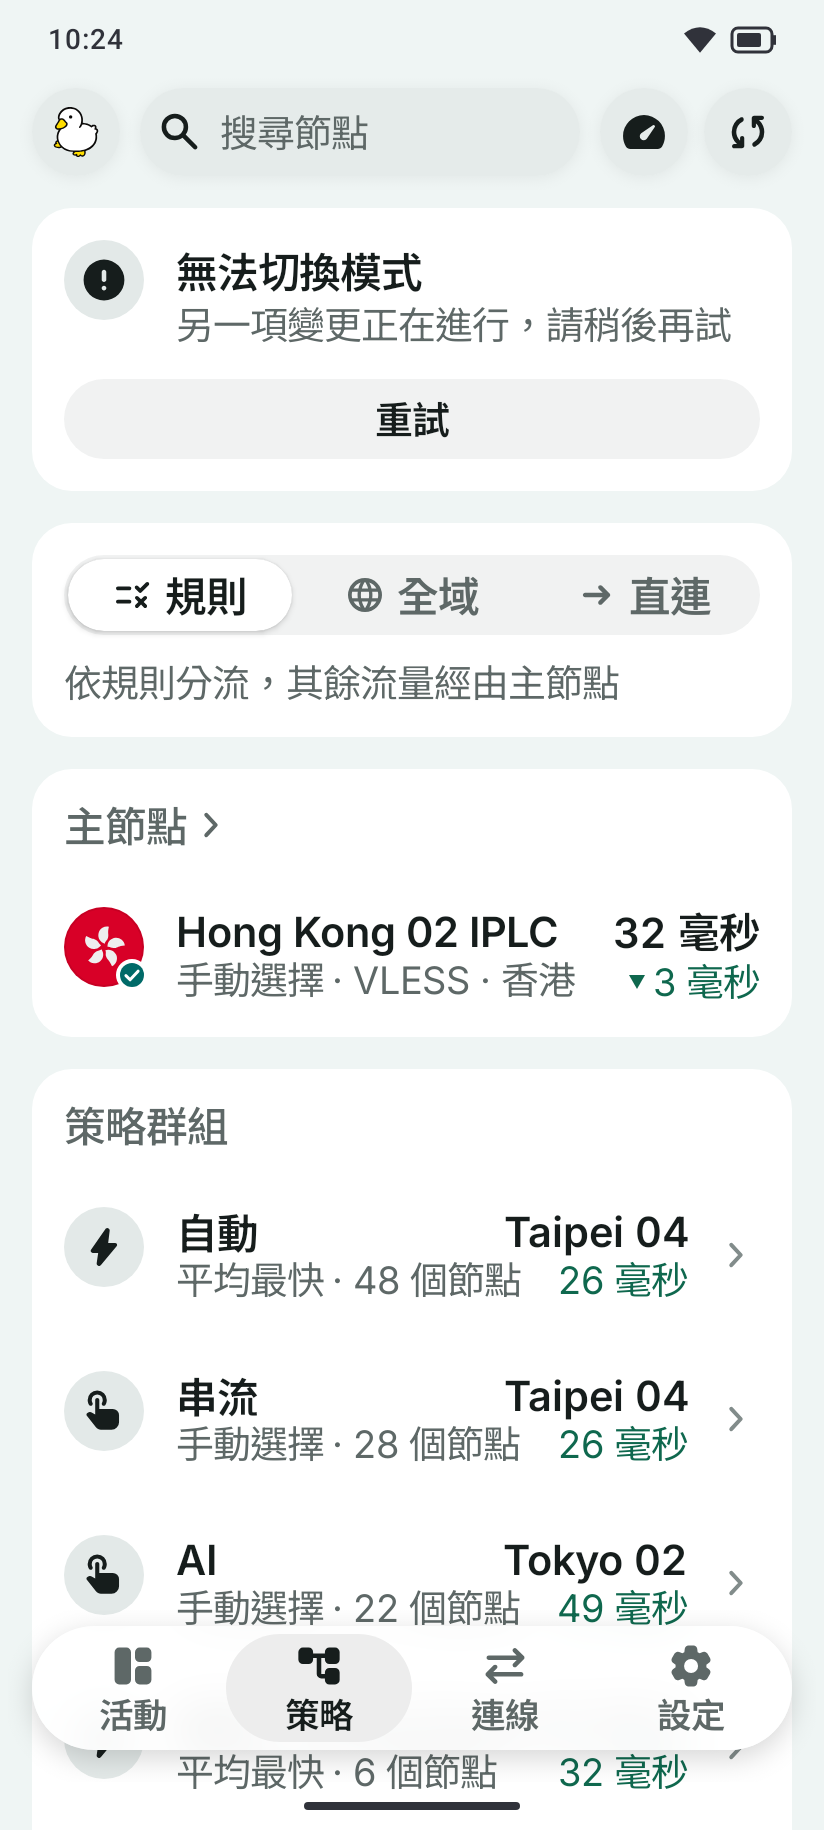 10:24
搜尋節點
無法切換模式
另一項變更正在進行，請稍後再試
重試
規則
全域
直連
依規則分流，其餘流量經由主節點
主節點
Hong Kong 02 IPLC
32 毫秒
手動選擇 · VLESS · 香港
3 毫秒
策略群組
自動
Taipei 04
平均最快 · 48 個節點
26 毫秒
串流
Taipei 04
手動選擇 · 28 個節點
26 毫秒
AI
Tokyo 02
手動選擇 · 22 個節點
49 毫秒
活動
策略
連線
設定
平均最快 · 6 個節點
32 毫秒